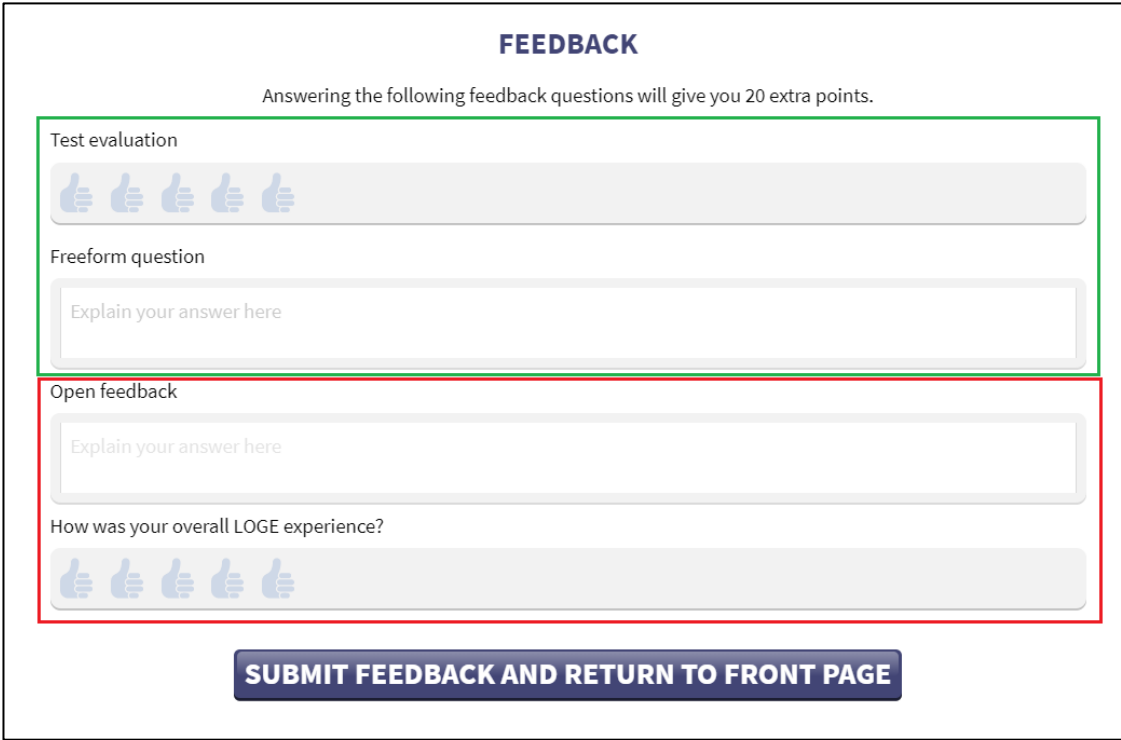 FEEDBACK
Answering the following feedback questions will give you 20 extra points.
Test evaluation
Freeform question
Explain your answer here
Open feedback
Explain your answer here
How was your overall LOGE experience?
SUBMIT FEEDBACK AND RETURN TO FRONT PAGE